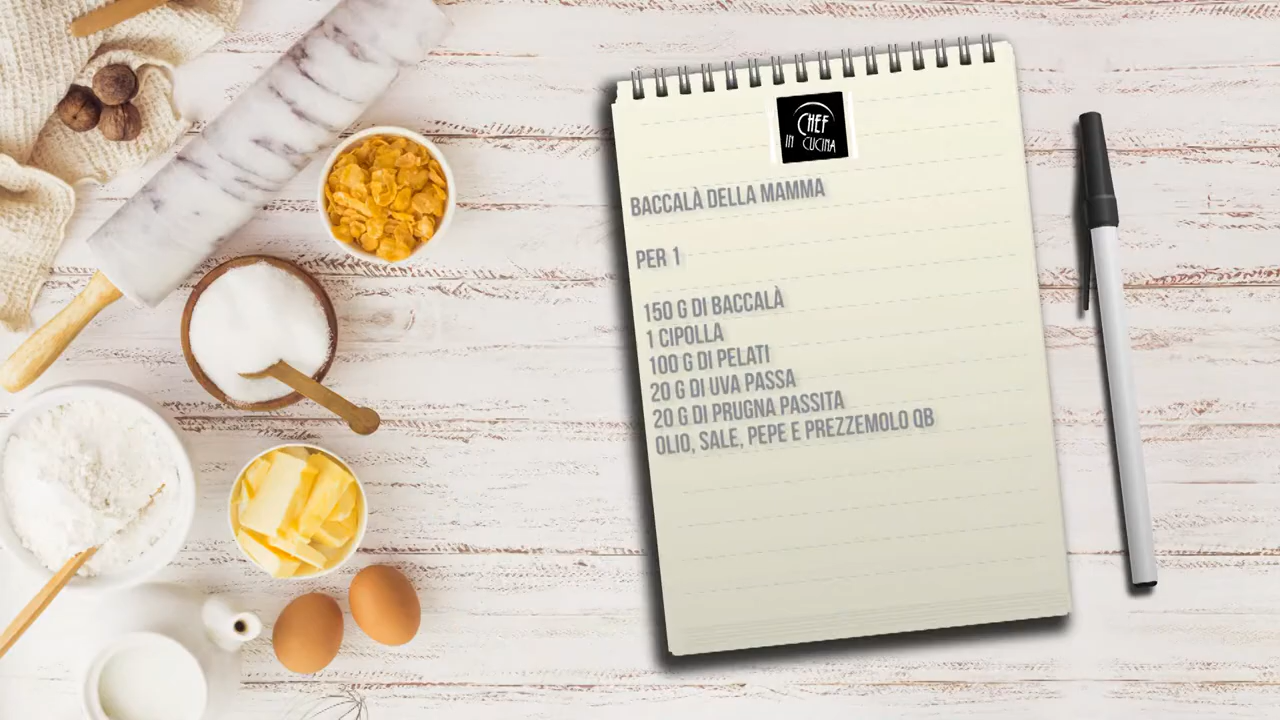 CHEF
IN CUCINA
BACCALÀ DELLA MAMMA
PER 1
150 G DI BACCALÀ
1 CIPOLLA
100 G DI PELATI
20 G DI UVA PASSA
20 G DI PRUGNA PASSITA
OLIO, SALE, PEPE E PREZZEMOLO QB